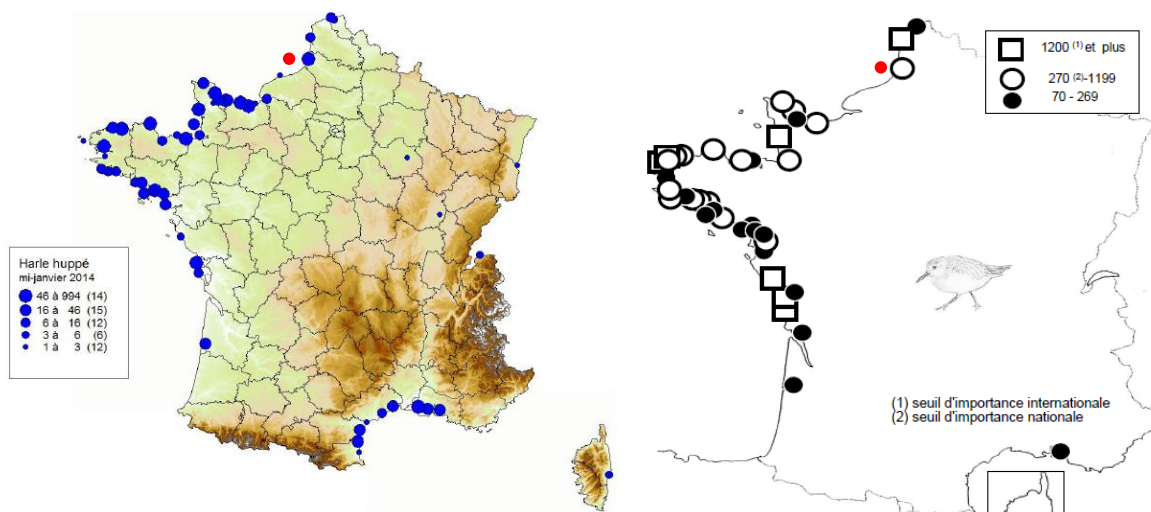 Harle huppé
mi-janvier 2014
46 à 994 (14)
16 à 46 (15)
6 à 16 (12)
3 à 6 (6)
1 à 3 (12)
1200 (1) et plus
270 (2)-1199
70 - 269
(1) seuil d'importance internationale
(2) seuil d'importance nationale